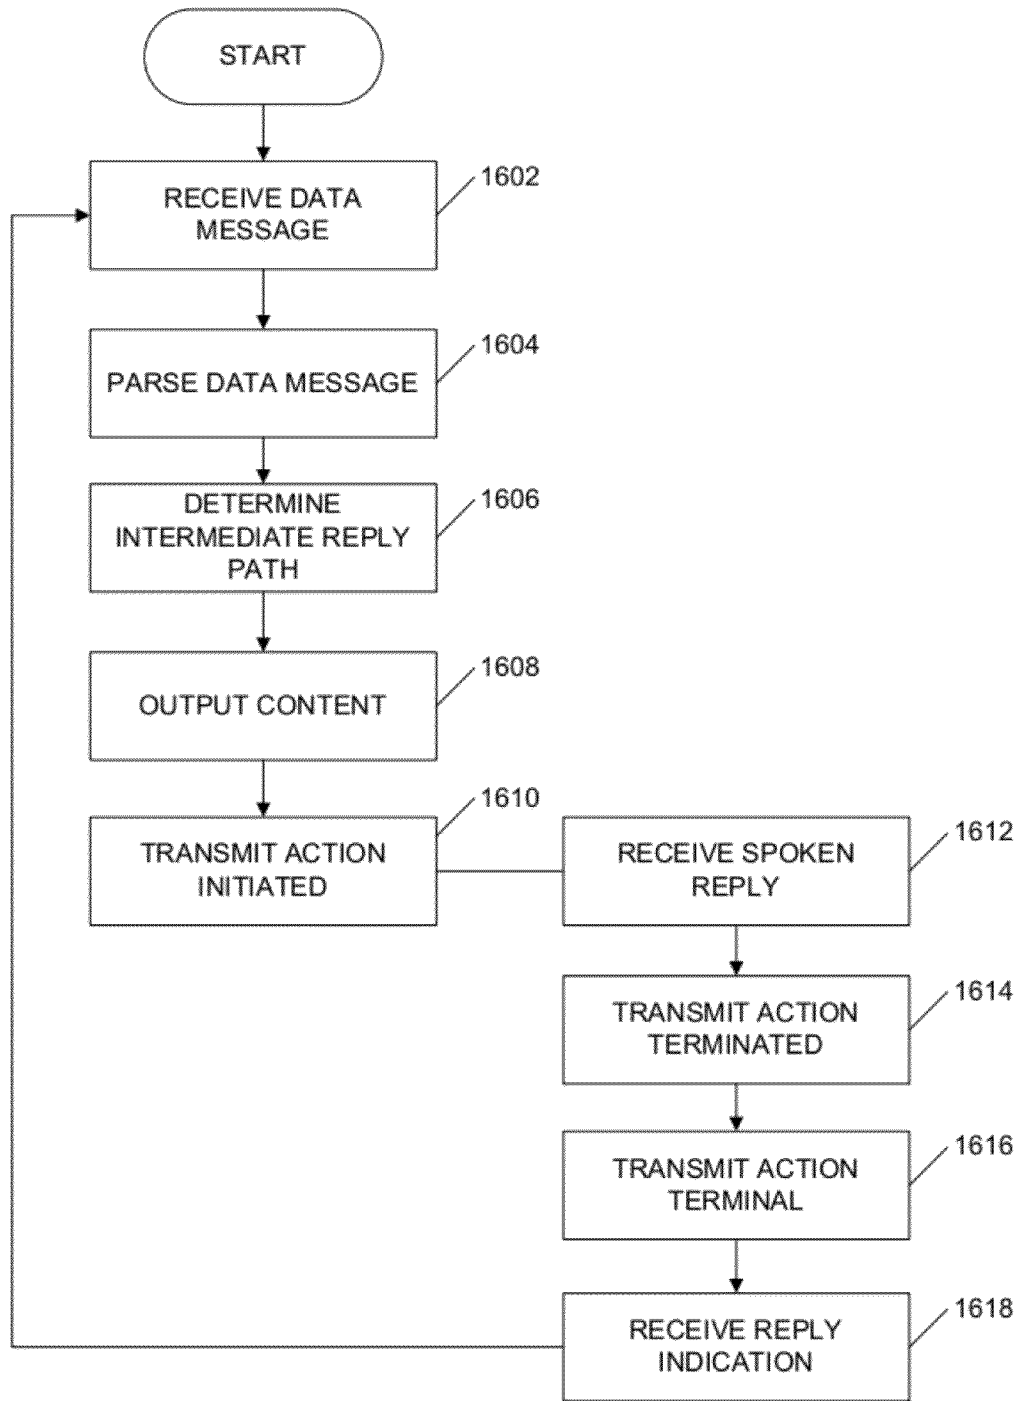 START
RECEIVE DATA
MESSAGE
1602
PARSE DATA MESSAGE
1604
DETERMINE
INTERMEDIATE REPLY
PATH
1606
OUTPUT CONTENT
1608
TRANSMIT ACTION
INITIATED
1610
RECEIVE SPOKEN
REPLY
1612
TRANSMIT ACTION
TERMINATED
1614
TRANSMIT ACTION
TERMINAL
1616
RECEIVE REPLY
INDICATION
1618